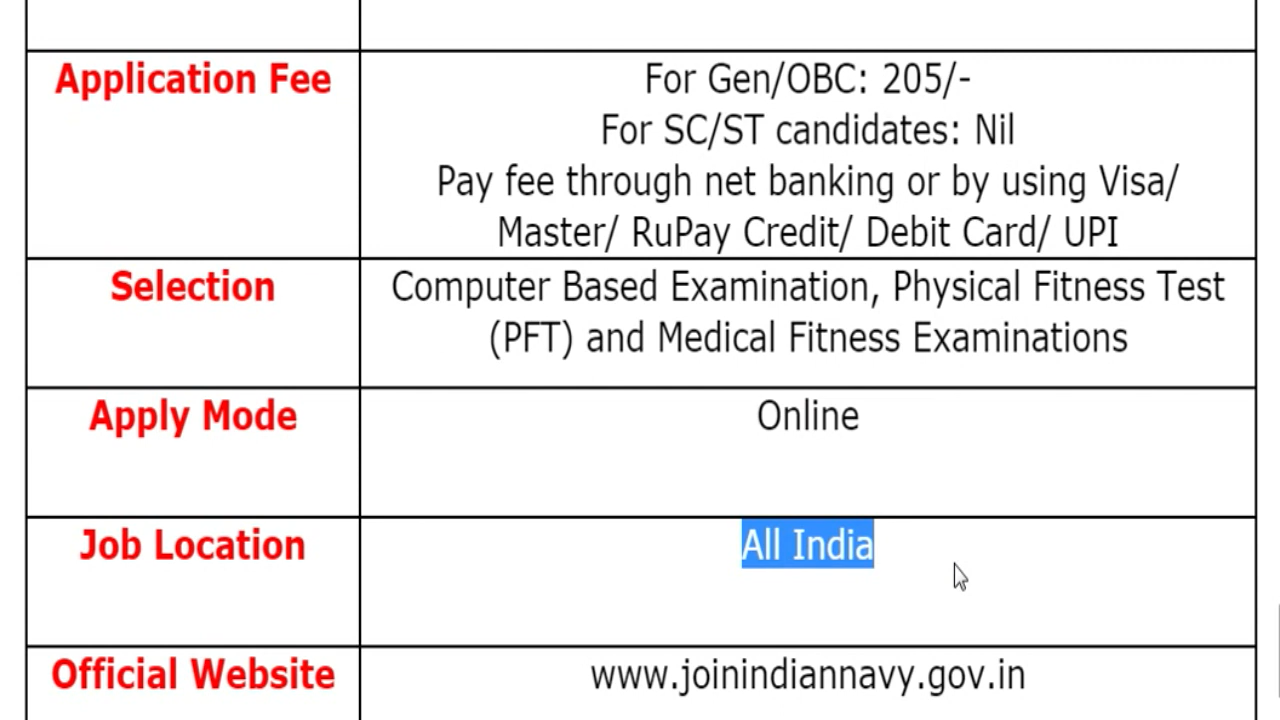 Application Fee
For Gen/OBC: 205/-
For SC/ST candidates: Nil
Pay fee through net banking or by using Visa/
Master/ RuPay Credit/ Debit Card/ UPI
Selection
Computer Based Examination, Physical Fitness Test
(PFT) and Medical Fitness Examinations
Apply Mode
Online
Job Location
All India
Official Website
www.joinindiannavy.gov.in